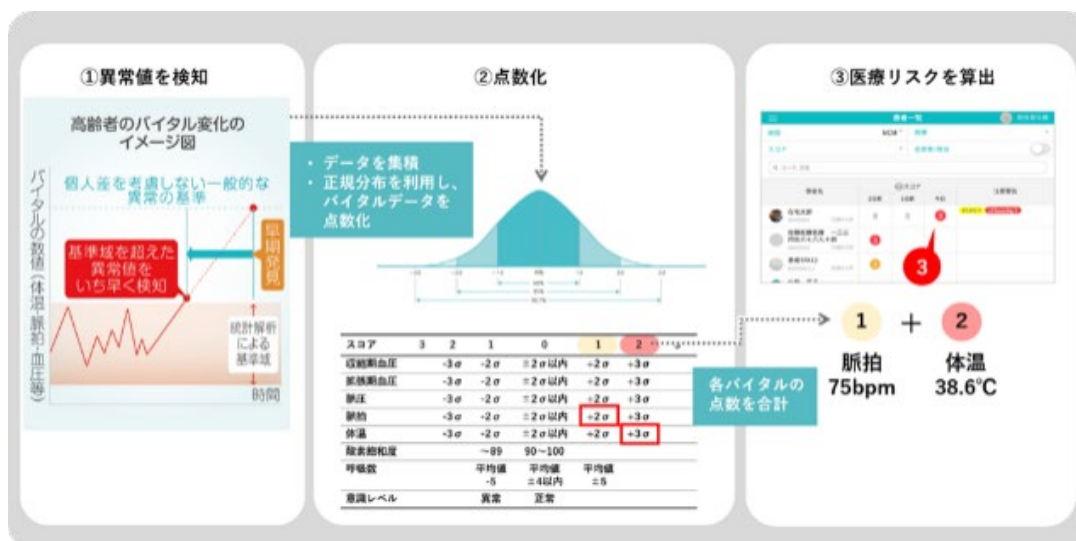 ①異常値を検知
高齢者のバイタル変化の
イメージ図
バイタルの数値(体温・脈拍・血圧等)
個人差を考慮しない一般的な
異常の基準
基準域を超えた
異常値を
いち早く検知
早期発見
統計解析
による
基準域
時間
②点数化
・ データを集積
・ 正規分布を利用し、
バイタルデータを
点数化
スコア 3 2 1 0 1 2
収縮期血圧 -3σ -2σ ±2σ以内 +2σ +3σ
拡張期血圧 -3σ -2σ ±2σ以内 +2σ +3σ
脈圧 -3σ -2σ ±2σ以内 +2σ +3σ
脈拍 -3σ -2σ ±2σ以内 +2σ +3σ
体温 -3σ -2σ ±2σ以内 +2σ +3σ
酸素飽和度 ~89 90~100
呼吸数 平均値 平均値 平均値
-5 ±4以内 ±5
意識レベル 異常 正常
各バイタルの
点数を合計
③医療リスクを算出
患者一覧
スコア
3
1 + 2
脈拍 体温
75bpm 38.6℃